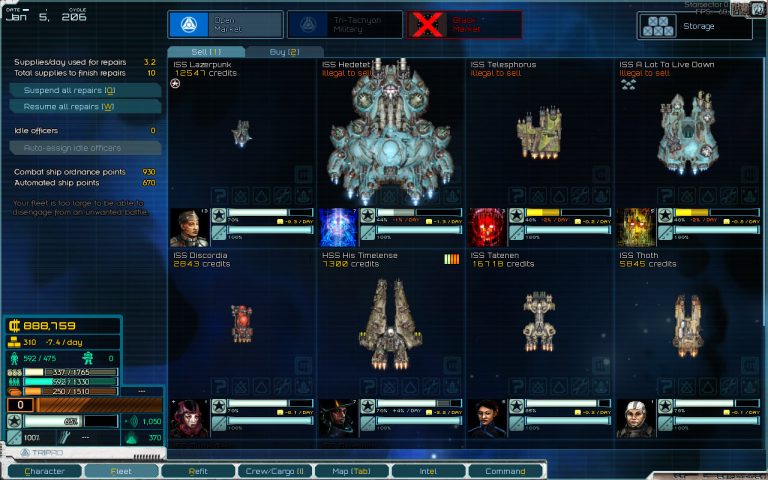 DATE
CYCLE
Jan 5, 206
Open
Market
Tri-Tachyon
Military
Black
Market
Storage
Sell [1]
Buy [2]
Supplies/day used for repairs 3.2
Total supplies to finish repairs 10
Suspend all repairs [Q]
Resume all repairs [W]
Idle officers 0
Auto-assign idle officers
Combat ship ordnance points 930
Automated ship points 670
Your fleet is too large to be able to
disengage from an unwanted battle.
ISS Lazerpunk
12547 credits
ISS Hedetet
Illegal to sell
ISS Telesphorus
Illegal to sell
ISS A Lot To Live Down
Illegal to sell
ISS Discordia
2843 credits
HSS His Timelense
7300 credits
ISS Tatenen
16718 credits
ISS Thoth
5845 credits
888,759
310 -7.4 / day
592 / 475 0
337 / 1765
592 / 1330
250 / 1510
0
1,050
100% ---
370
TRIPAD
Character
Fleet
Refit
Crew/Cargo [I]
Map [Tab]
Intel
Command